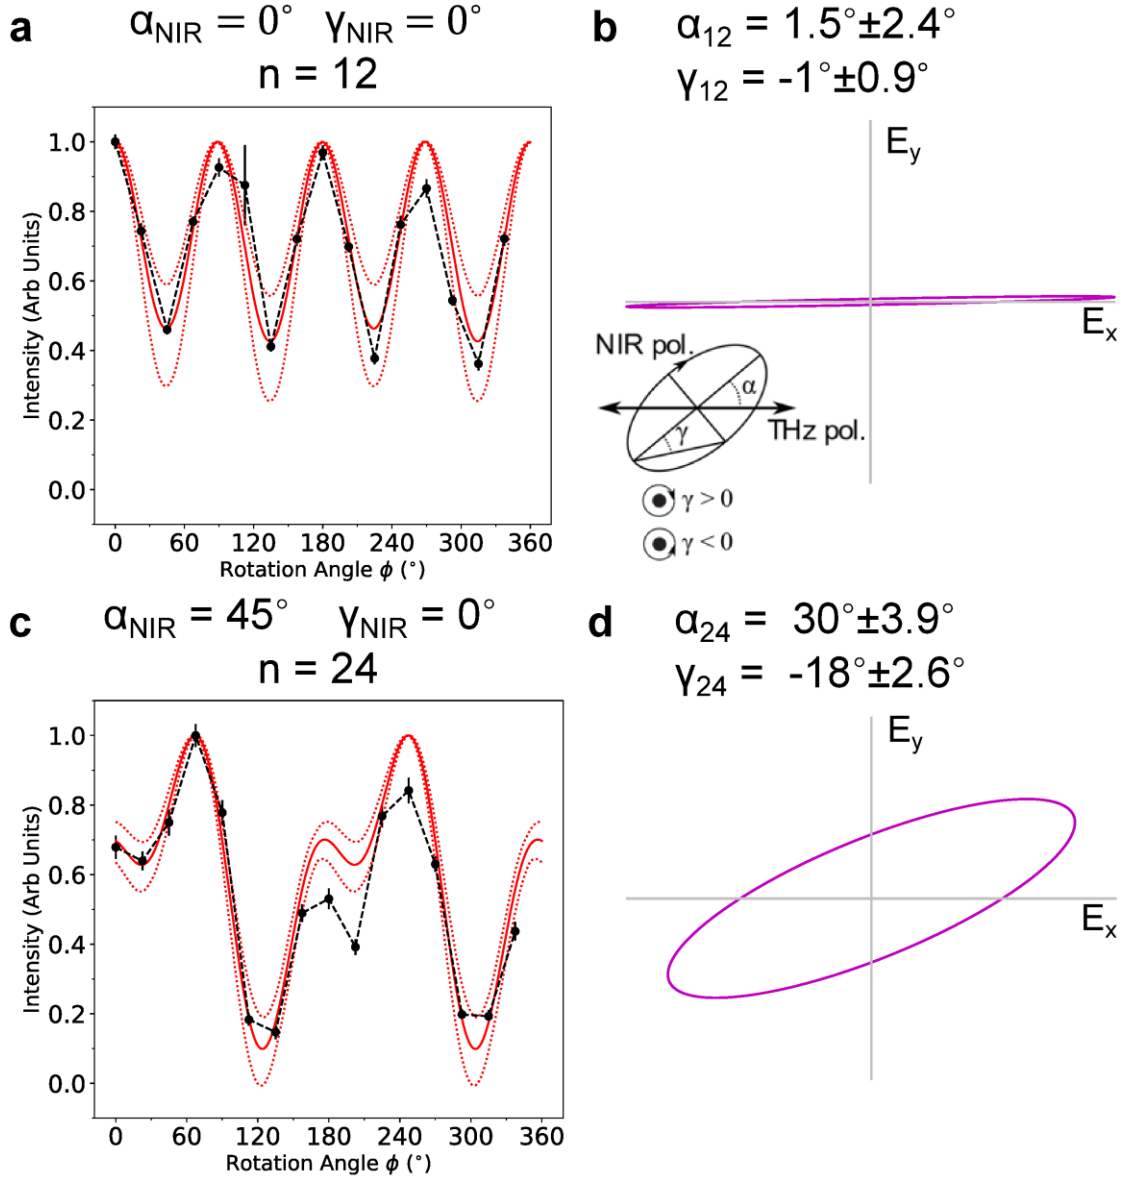 a
α_NIR = 0° γ_NIR = 0°
n = 12
Intensity (Arb Units)
1.0
0.8
0.6
0.4
0.2
0.0
0 60 120 180 240 300 360
Rotation Angle ϕ (°)
b
α_12 = 1.5°±2.4°
γ_12 = -1°±0.9°
E_y
E_x
NIR pol.
α
γ
THz pol.
γ > 0
γ < 0
c
α_NIR = 45° γ_NIR = 0°
n = 24
Intensity (Arb Units)
1.0
0.8
0.6
0.4
0.2
0.0
0 60 120 180 240 300 360
Rotation Angle ϕ (°)
d
α_24 = 30°±3.9°
γ_24 = -18°±2.6°
E_y
E_x